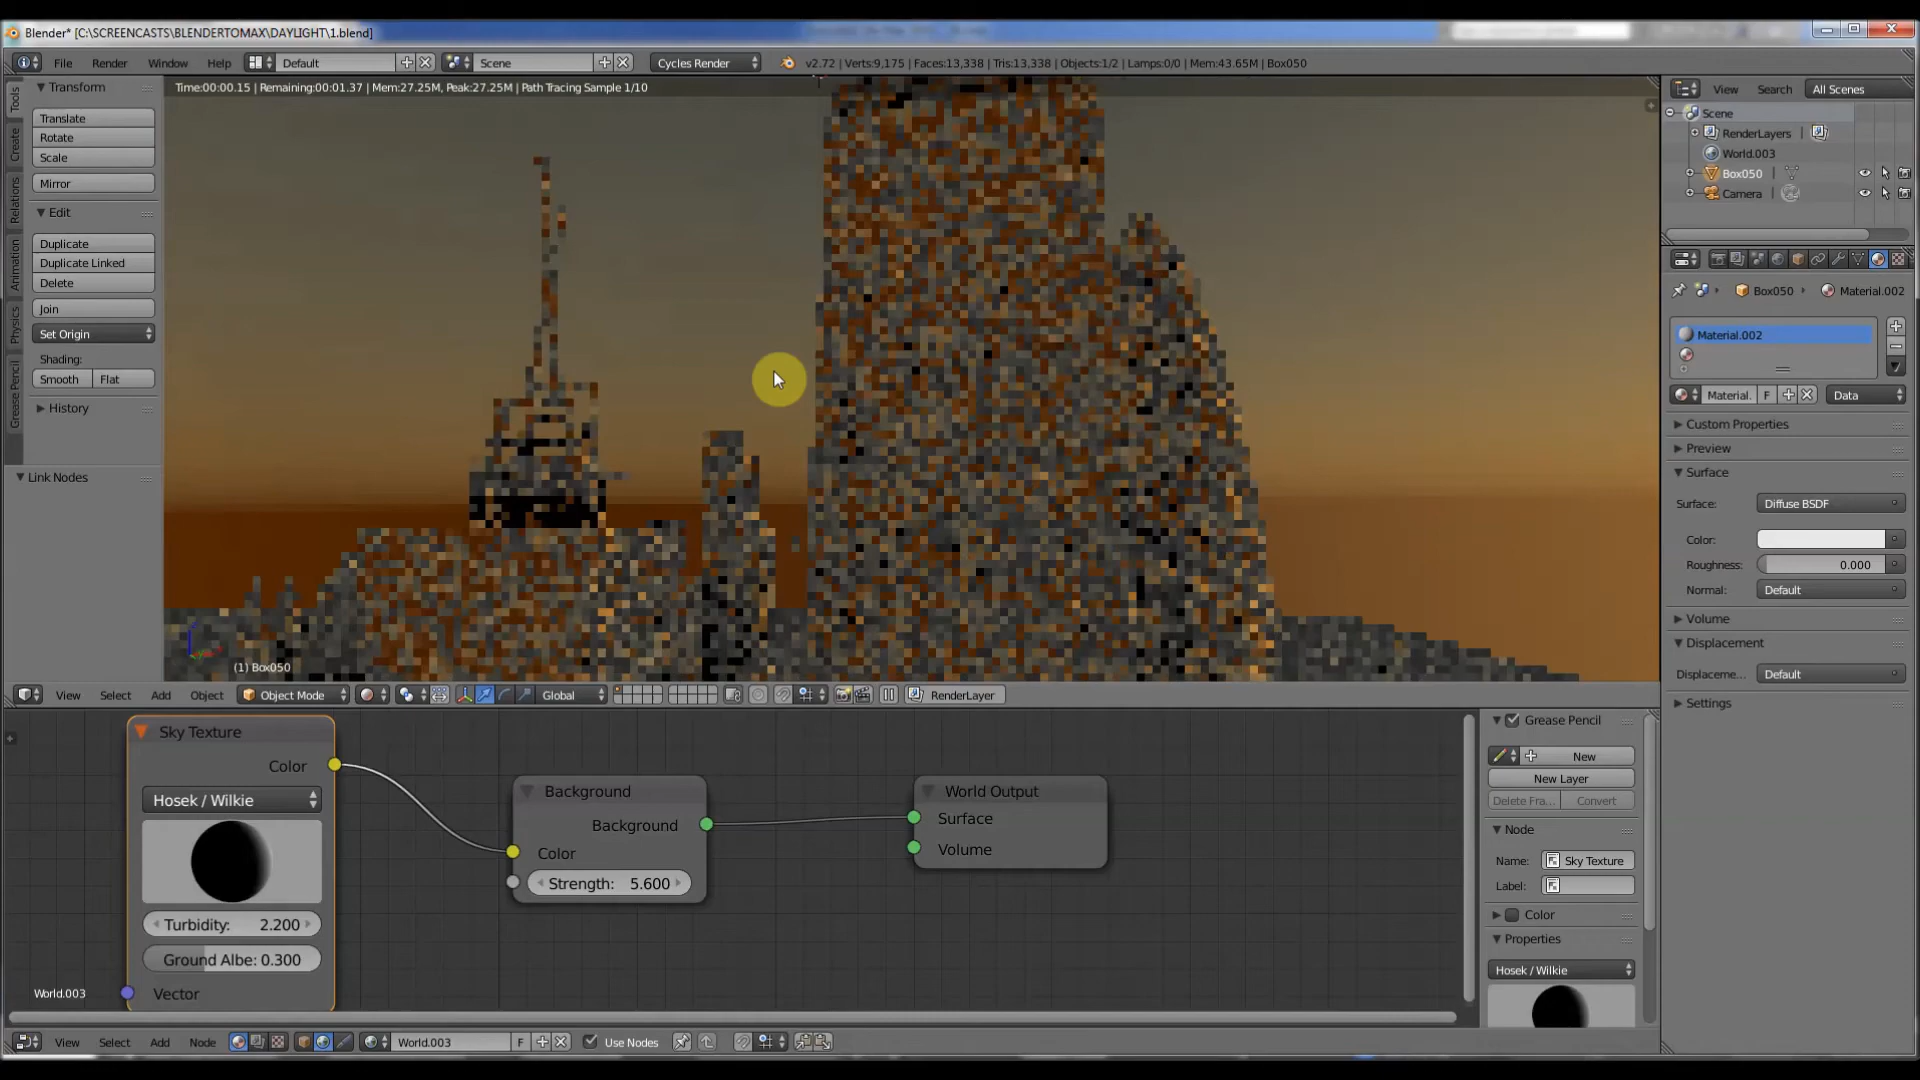 Blender* [C:\SCREENCASTS\BLENDERTOMAX\DAYLIGHT\1.blend]
File Render Window Help Default Scene Cycles Render v2.72 | Verts:9,175 | Faces:13,338 | Tris:13,338 | Objects:1/2 | Lamps:0/0 | Mem:43.65M | Box050
Time:00:00.15 | Remaining:00:01.37 | Mem:27.25M, Peak:27.25M | Path Tracing Sample 1/10
Tools
Create
Relations
Animation
Physics
Grease Pencil
Transform
Translate
Rotate
Scale
Mirror
Edit
Duplicate
Duplicate Linked
Delete
Join
Set Origin
Shading:
Smooth Flat
History
Link Nodes
(1) Box050
View Select Add Object Object Mode Global RenderLayer
View Search All Scenes
Scene
RenderLayers
World.003
Box050
Camera
Box050 Material.002
Material.002
Material. F Data
Custom Properties
Preview
Surface
Surface: Diffuse BSDF
Color:
Roughness: 0.000
Normal: Default
Volume
Displacement
Displaceme... Default
Settings
Sky Texture
Color
Hosek / Wilkie
Turbidity: 2.200
Ground Albe: 0.300
Vector
World.003
Background
Background
Color
Strength: 5.600
World Output
Surface
Volume
Grease Pencil
New
New Layer
Delete Fra... Convert
Node
Name: Sky Texture
Label:
Color
Properties
Hosek / Wilkie
View Select Add Node World.003 F Use Nodes